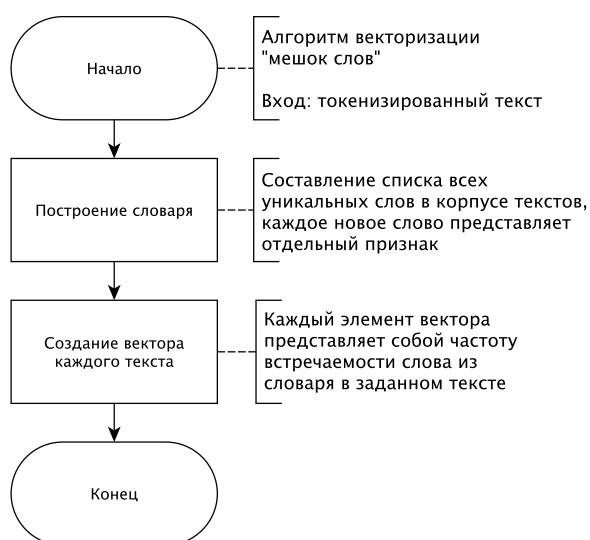 Начало
Алгоритм векторизации
"мешок слов"
Вход: токенизированный текст
Построение словаря
Составление списка всех
уникальных слов в корпусе текстов,
каждое новое слово представляет
отдельный признак
Создание вектора
каждого текста
Каждый элемент вектора
представляет собой частоту
встречаемости слова из
словаря в заданном тексте
Конец